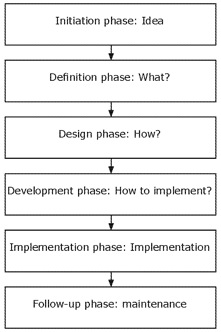 Initiation phase: Idea
Definition phase: What?
Design phase: How?
Development phase: How to implement?
Implementation phase: Implementation
Follow-up phase: maintenance